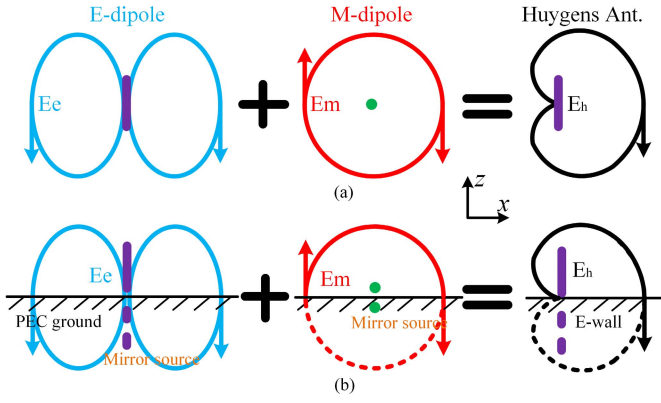 E-dipole
M-dipole
Huygens Ant.
Ee
Em
Eh
(a)
z
x
Ee
Em
Eh
PEC ground
Mirror source
Mirror source
E-wall
(b)